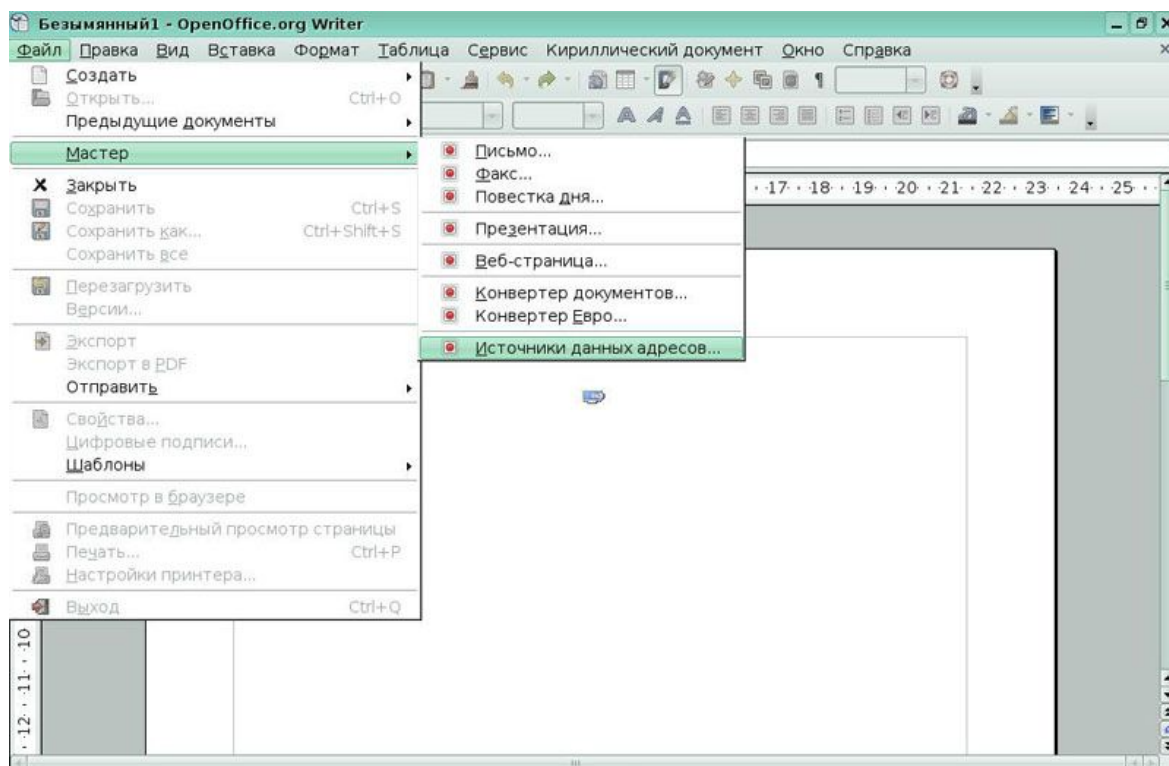 Безымянный1 - OpenOffice.org Writer
Файл Правка Вид Вставка Формат Таблица Сервис Кириллический документ Окно Справка
Создать
Открыть... Ctrl+O
Предыдущие документы
Мастер
Закрыть
Сохранить Ctrl+S
Сохранить как... Ctrl+Shift+S
Сохранить все
Перезагрузить
Версии...
Экспорт
Экспорт в PDF
Отправить
Свойства...
Цифровые подписи...
Шаблоны
Просмотр в браузере
Предварительный просмотр страницы
Печать... Ctrl+P
Настройки принтера...
Выход Ctrl+Q
Письмо...
Факс...
Повестка дня...
Презентация...
Веб-страница...
Конвертер документов...
Конвертер Евро...
Источники данных адресов...
17 18 19 20 21 22 23 24 25
10
11
12